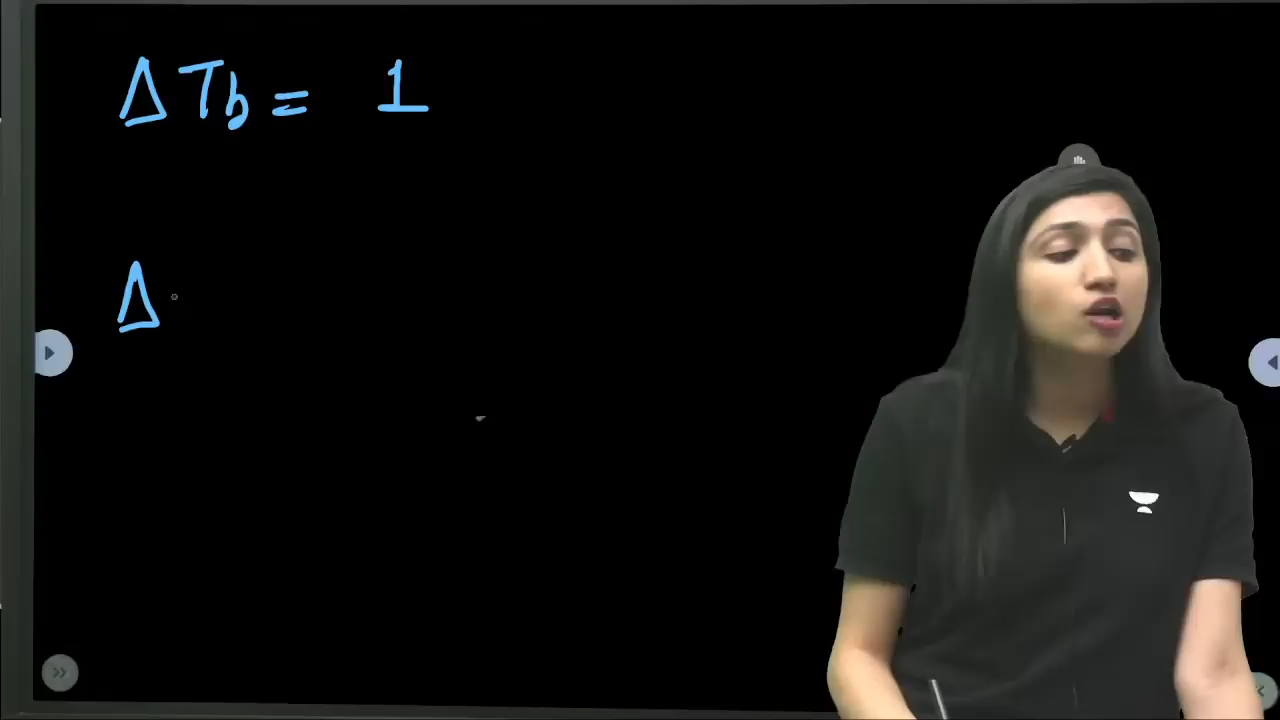 ΔTb = 1
Δ